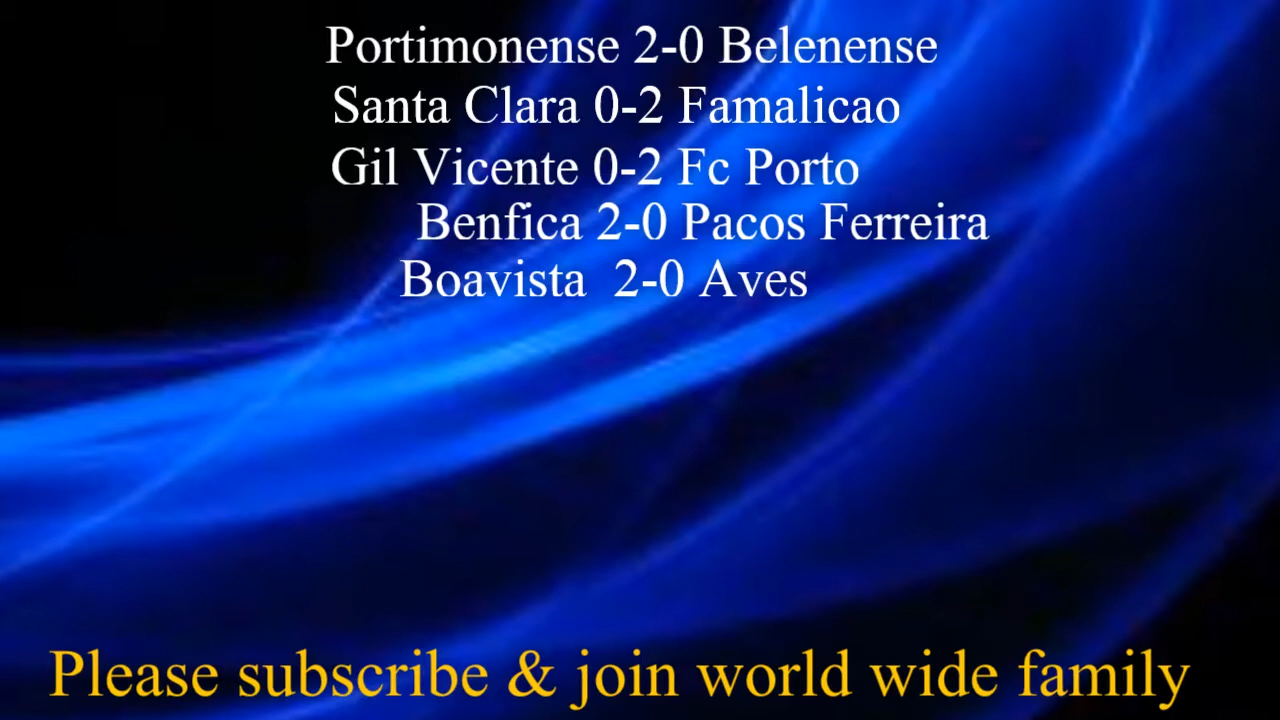 Portimonense 2-0 Belenense
Santa Clara 0-2 Famalicao
Gil Vicente 0-2 Fc Porto
Benfica 2-0 Pacos Ferreira
Boavista  2-0 Aves
Please subscribe & join world wide family